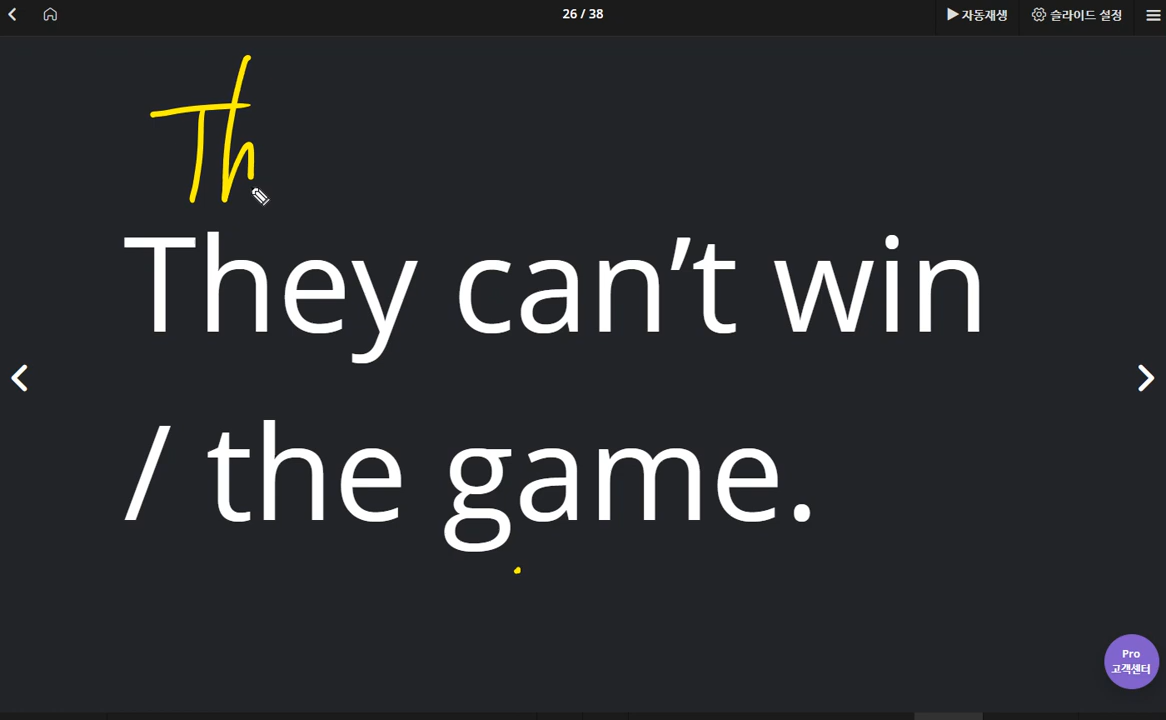 26 / 38
자동재생
슬라이드 설정
Th
They can’t win
/ the game.
Pro
고객센터